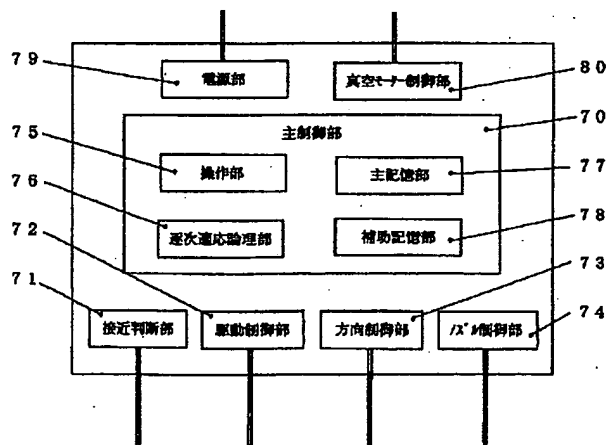 79
80
電源部
真空モーター制御部
70
75
主制御部
操作部
主記憶部
77
76
72
逐次適応論理部
補助記憶部
78
71
73
接近判断部
駆動制御部
方向制御部
ノズル制御部
74